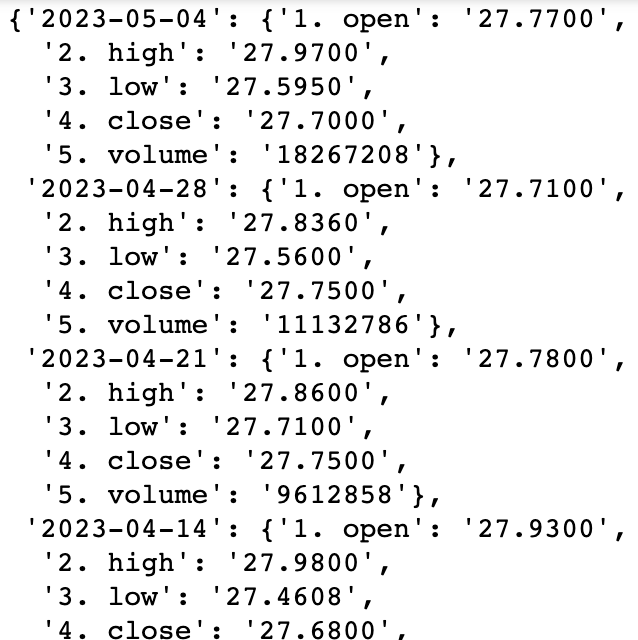 {'2023-05-04': {'1. open': '27.7700',
'2. high': '27.9700',
'3. low': '27.5950',
'4. close': '27.7000',
'5. volume': '18267208'},
'2023-04-28': {'1. open': '27.7100',
'2. high': '27.8360',
'3. low': '27.5600',
'4. close': '27.7500',
'5. volume': '11132786'},
'2023-04-21': {'1. open': '27.7800',
'2. high': '27.8600',
'3. low': '27.7100',
'4. close': '27.7500',
'5. volume': '9612858'},
'2023-04-14': {'1. open': '27.9300',
'2. high': '27.9800',
'3. low': '27.4608',
'4. close': '27.6800',